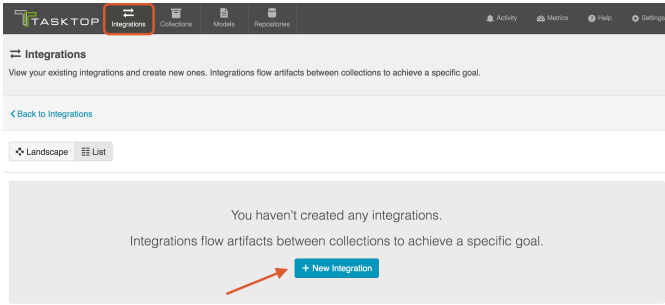 TASKTOP
Integrations
Collections
Models
Repositories
Activity
Metrics
Help
Settings
Integrations
View your existing integrations and create new ones. Integrations flow artifacts between collections to achieve a specific goal.
Back to Integrations
Landscape
List
You haven't created any integrations.
Integrations flow artifacts between collections to achieve a specific goal.
+ New Integration